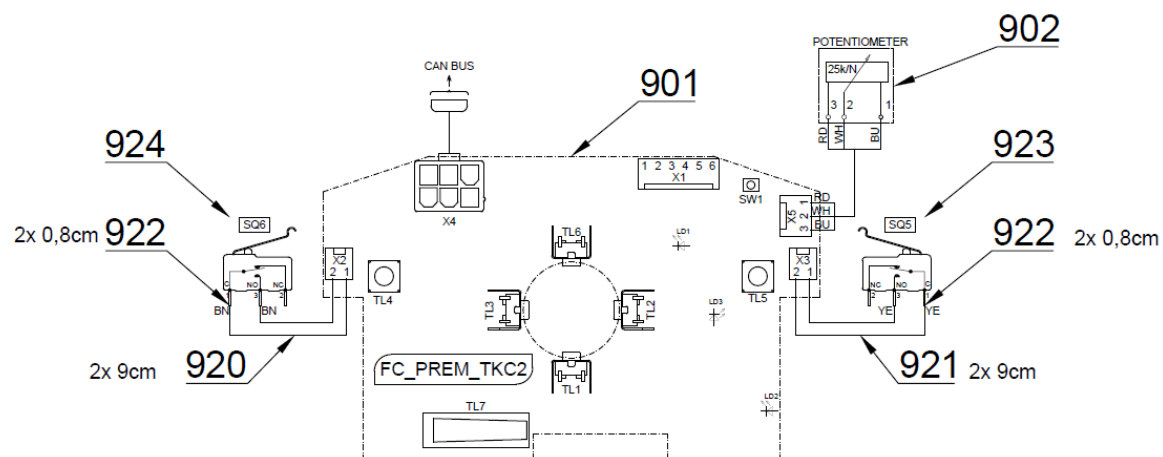 902
POTENTIOMETER
25k/N
3 2 1
RD
WH
BU
CAN BUS
901
924
923
1 2 3 4 5 6
X1
X4
SW1
X5
1
2
3
RD
WH
BU
SQ6
SQ5
2x 0,8cm 922
922 2x 0,8cm
TL6
LD1
X2
2 1
X3
2 1
C NO NC
1 3 2
NC NO C
2 3 1
TL4
TL5
TL3
TL2
LD3
BN BN
YE YE
2x 9cm 920
921 2x 9cm
FC_PREM_TKC2
TL1
LD2
TL7